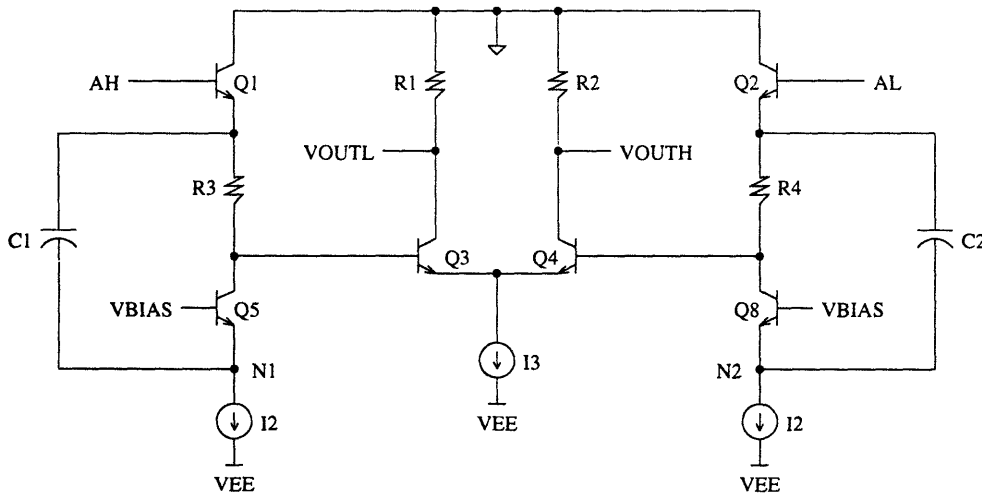 AH
Q1
R1
R2
Q2
AL
VOUTL
VOUTH
R3
R4
C1
C2
Q3
Q4
VBIAS
Q5
Q8
VBIAS
N1
I3
N2
I2
VEE
I2
VEE
VEE